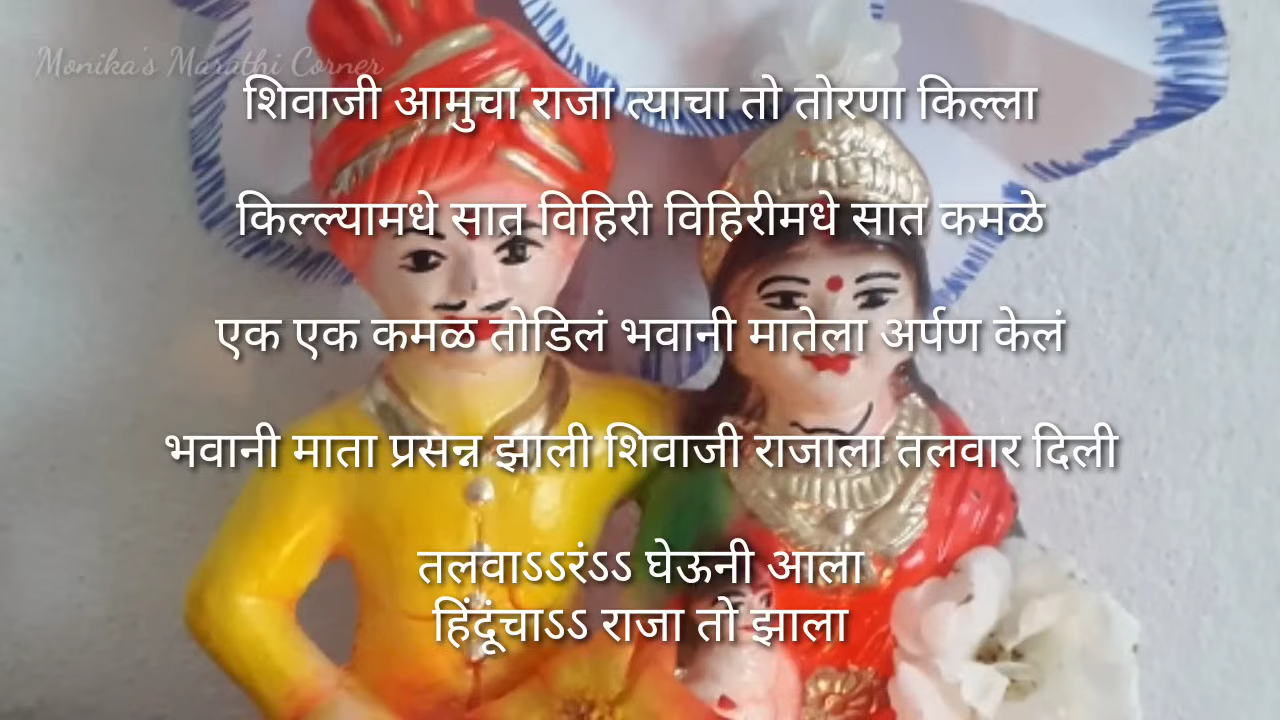 Monika's Marathi Corner
शिवाजी आमुचा राजा त्याचा तो तोरणा किल्ला
किल्ल्यामधे सात विहिरी विहिरीमधे सात कमळे
एक एक कमळ तोडिलं भवानी मातेला अर्पण केलं
भवानी माता प्रसन्न झाली शिवाजी राजाला तलवार दिली
तलवाऽऽरंऽऽ घेऊनी आला
हिंदूंचाऽऽ राजा तो झाला